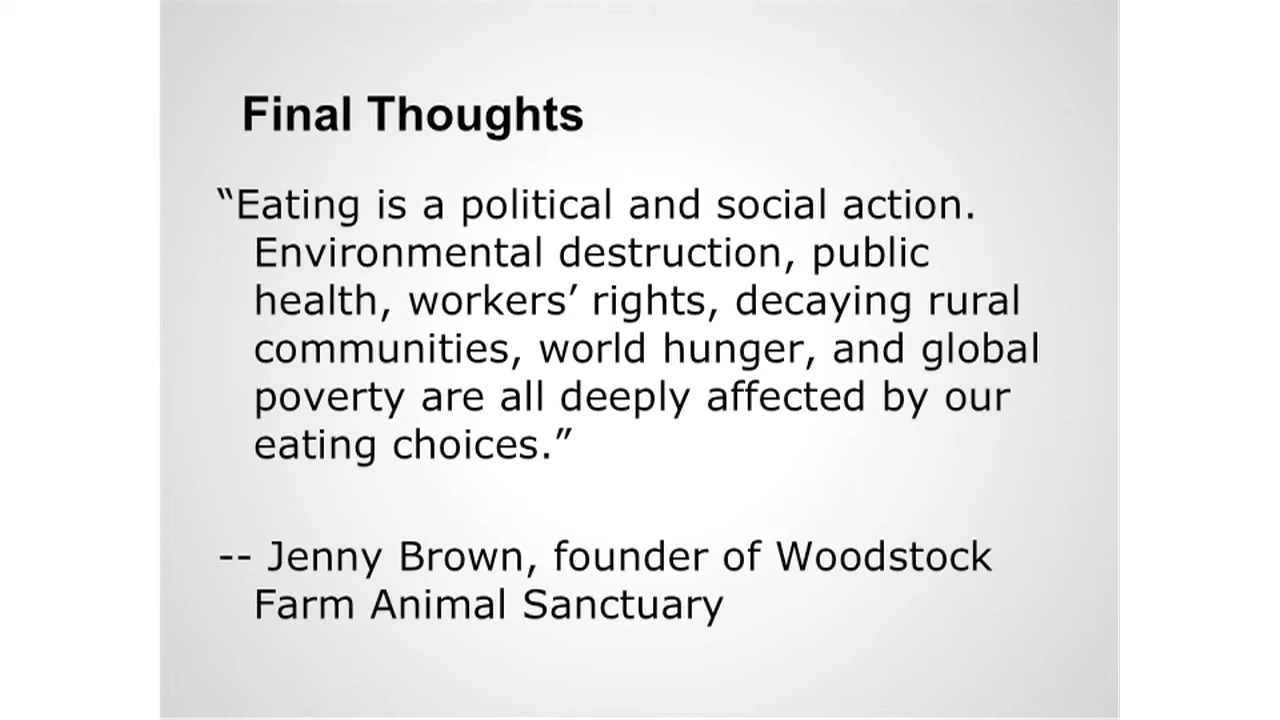 Final Thoughts
“Eating is a political and social action.
Environmental destruction, public
health, workers’ rights, decaying rural
communities, world hunger, and global
poverty are all deeply affected by our
eating choices.”
-- Jenny Brown, founder of Woodstock
Farm Animal Sanctuary